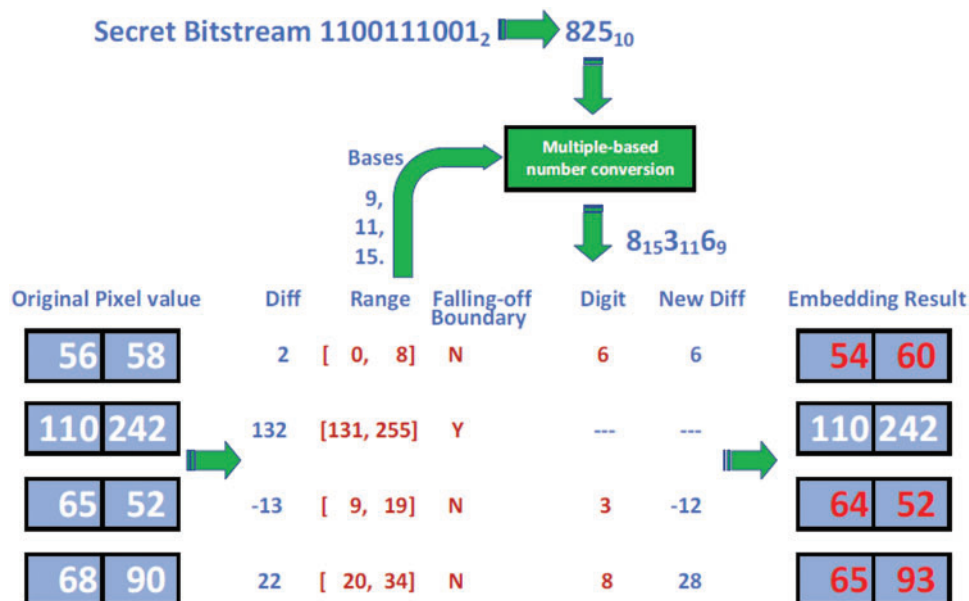 Secret Bitstream 1100111001₂ 825₁₀
Multiple-based
number conversion
Bases
9,
11,
15.
8₁₅3₁₁6₉
Original Pixel value Diff Range Falling-off Boundary Digit New Diff Embedding Result
56 58 2 [ 0, 8] N 6 6 54 60
110 242 132 [131, 255] Y --- --- 110 242
65 52 -13 [ 9, 19] N 3 -12 64 52
68 90 22 [ 20, 34] N 8 28 65 93